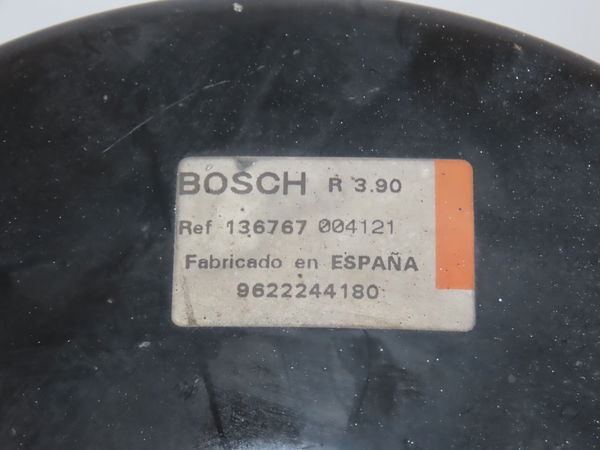 BOSCH R 3.90
Ref 136767 004121
Fabricado en ESPAÑA
9622244180